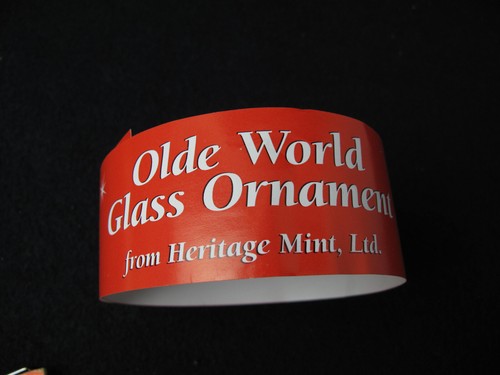 Olde World
Glass Ornament
from Heritage Mint, Ltd.